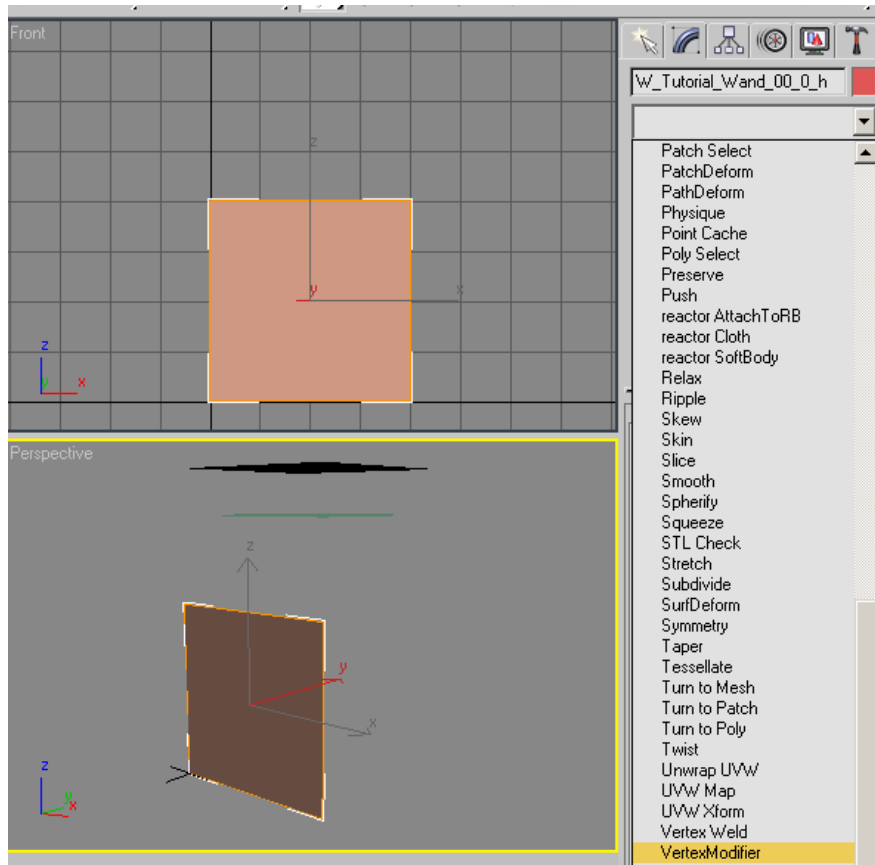 Front
z
x
y
z
y
x
Perspective
z
y
x
z
y
x
W_Tutorial_Wand_00_0_h
Patch Select
PatchDeform
PathDeform
Physique
Point Cache
Poly Select
Preserve
Push
reactor AttachToRB
reactor Cloth
reactor SoftBody
Relax
Ripple
Skew
Skin
Slice
Smooth
Spherify
Squeeze
STL Check
Stretch
Subdivide
SurfDeform
Symmetry
Taper
Tessellate
Turn to Mesh
Turn to Patch
Turn to Poly
Twist
Unwrap UVW
UVW Map
UVW Xform
Vertex Weld
VertexModifier